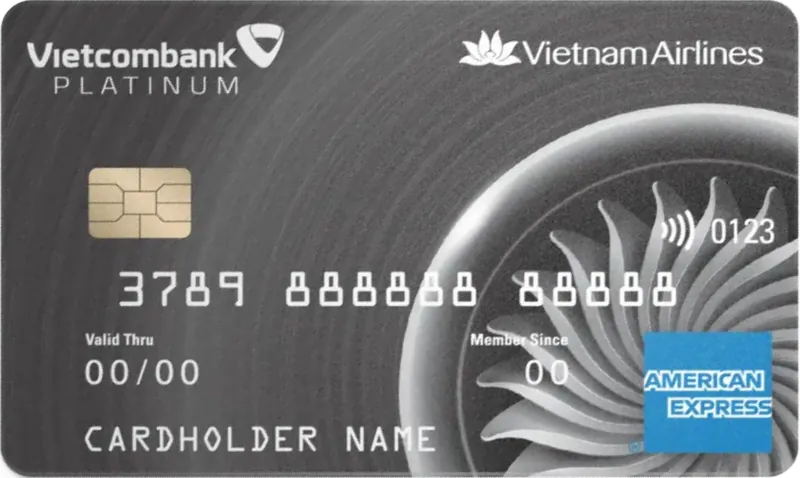 Vietcombank
PLATINUM
Vietnam Airlines
0123
3789 888888 88888
Valid Thru
Member Since
00/00
00
AMERICAN
EXPRESS
CARDHOLDER NAME